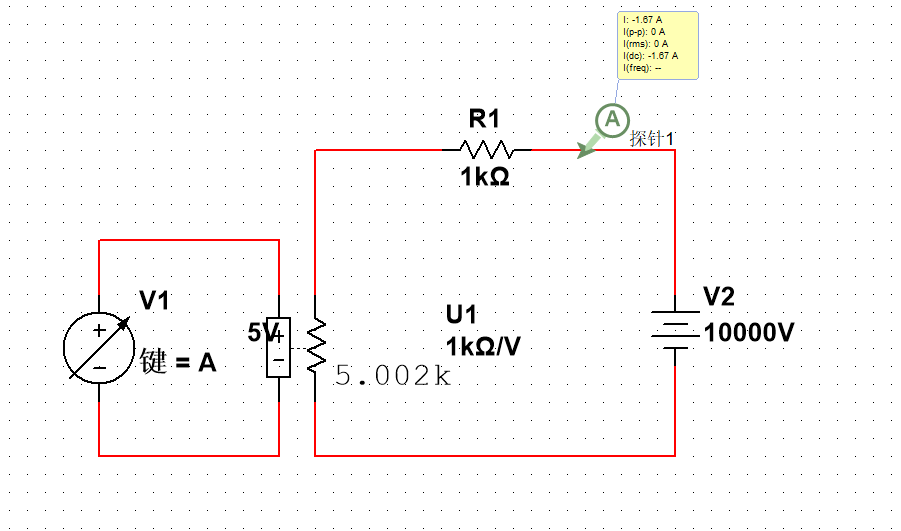 I: -1.67 A
I(p-p): 0 A
I(rms): 0 A
I(dc): -1.67 A
I(freq): --
A
探针1
R1
1kΩ
V1
键 = A
5V
U1
1kΩ/V
5.002k
V2
10000V